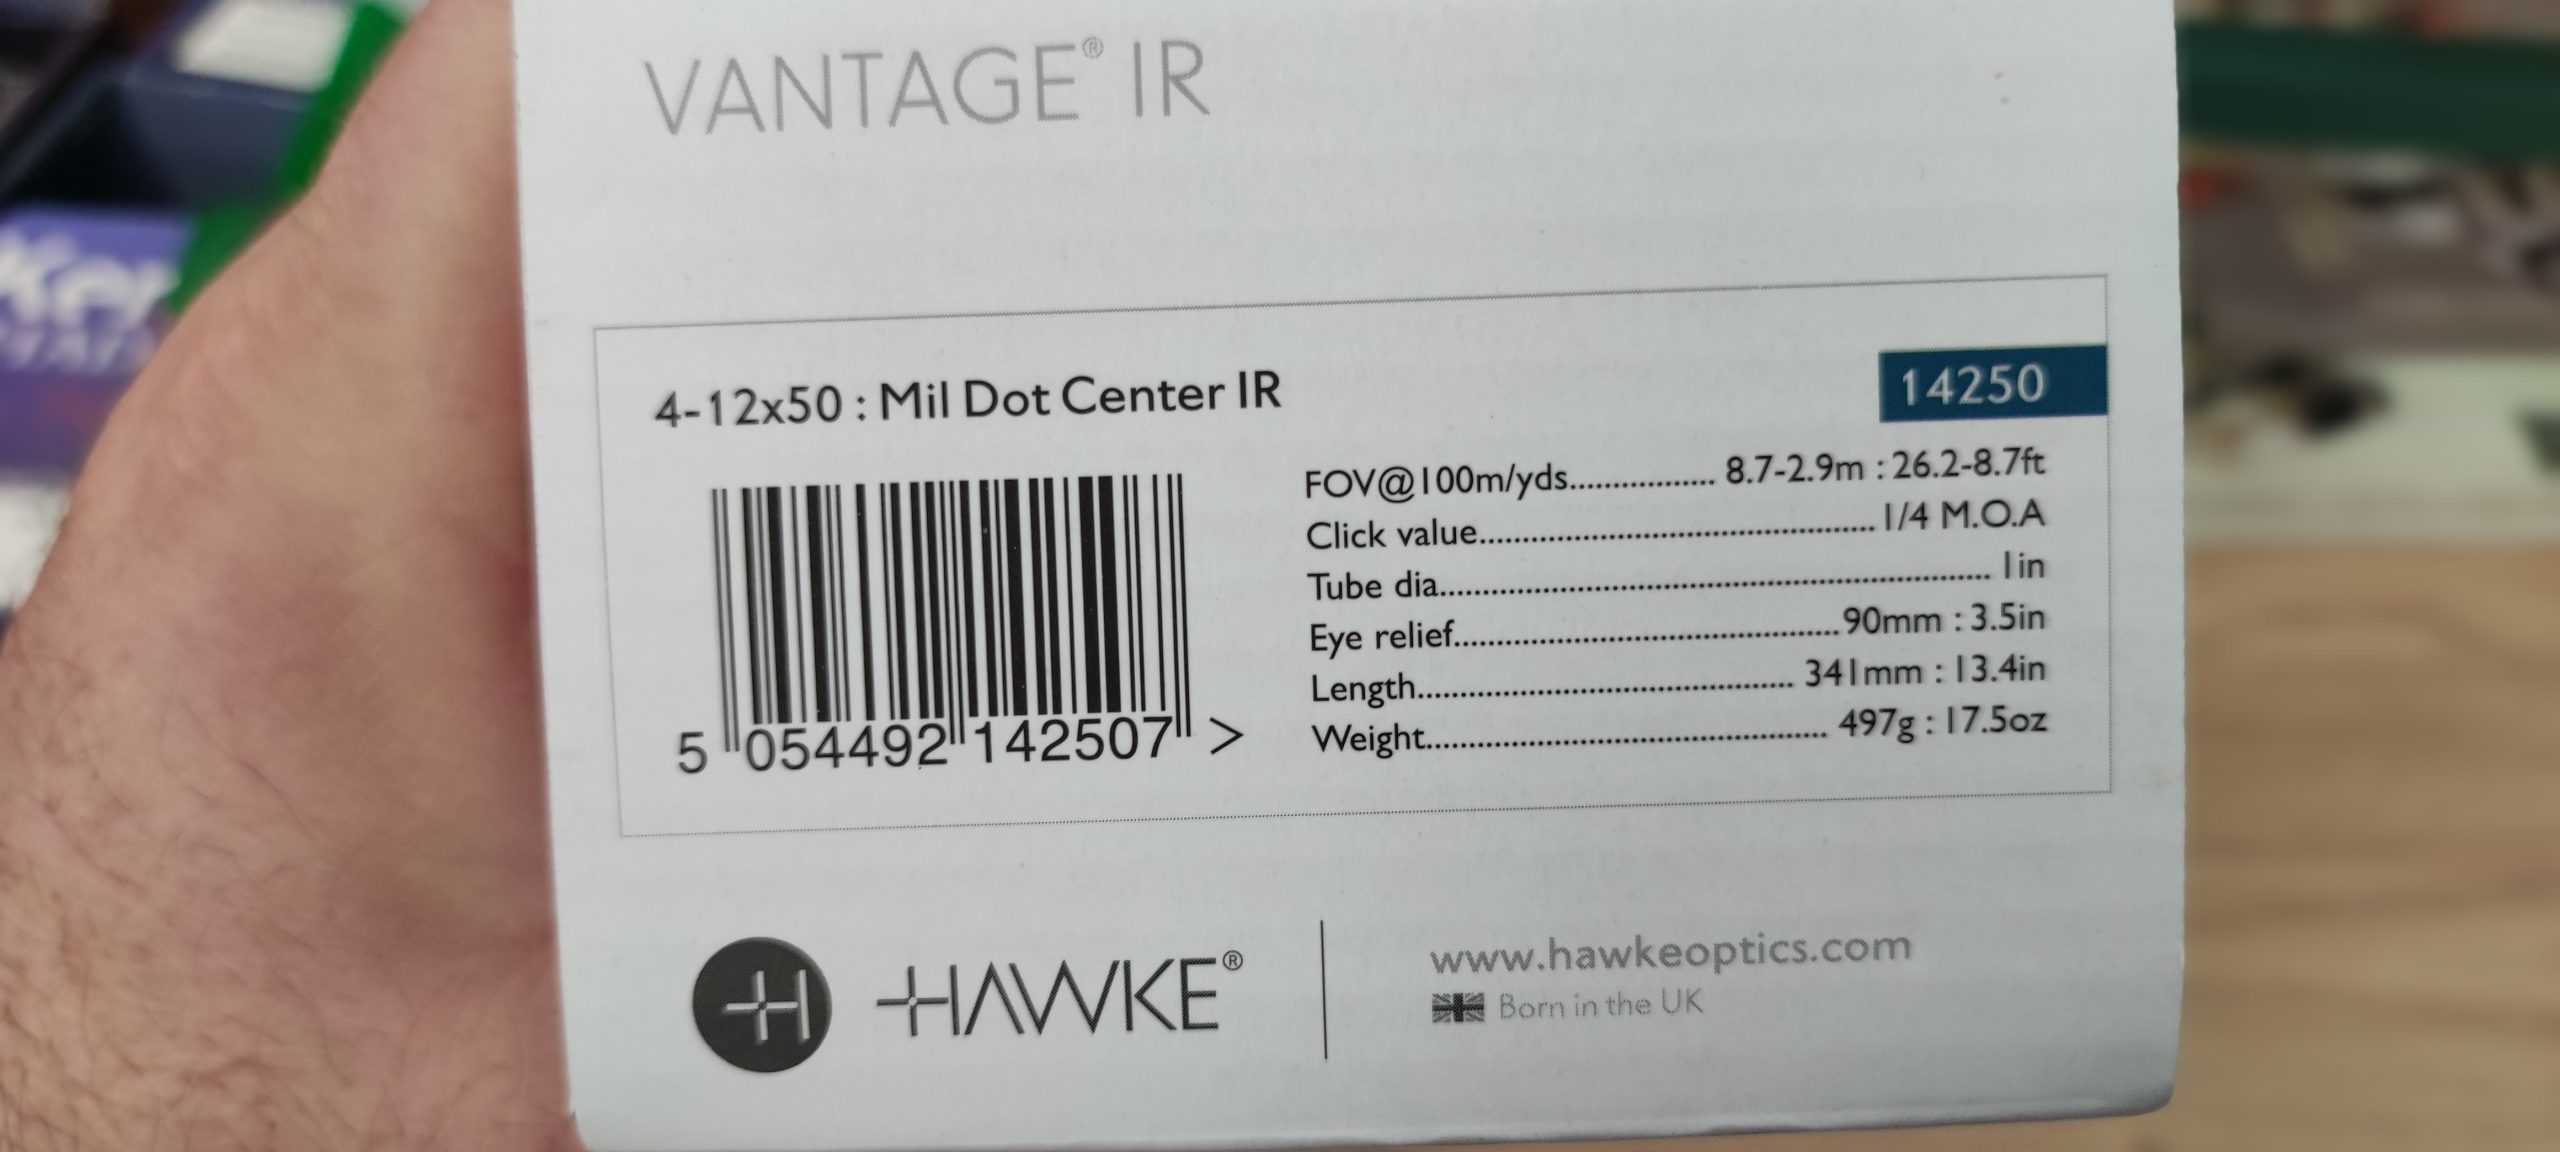 VANTAGE® IR
4-12x50 : Mil Dot Center IR
14250
FOV@100m/yds................. 8.7-2.9m : 26.2-8.7ft
Click value.............................................. 1/4 M.O.A
Tube dia................................................................ 1in
Eye relief............................................90mm : 3.5in
Length............................................ 341mm : 13.4in
Weight.............................................. 497g : 17.5oz
5 054492 142507 >
HAWKE®
www.hawkeoptics.com
Born in the UK